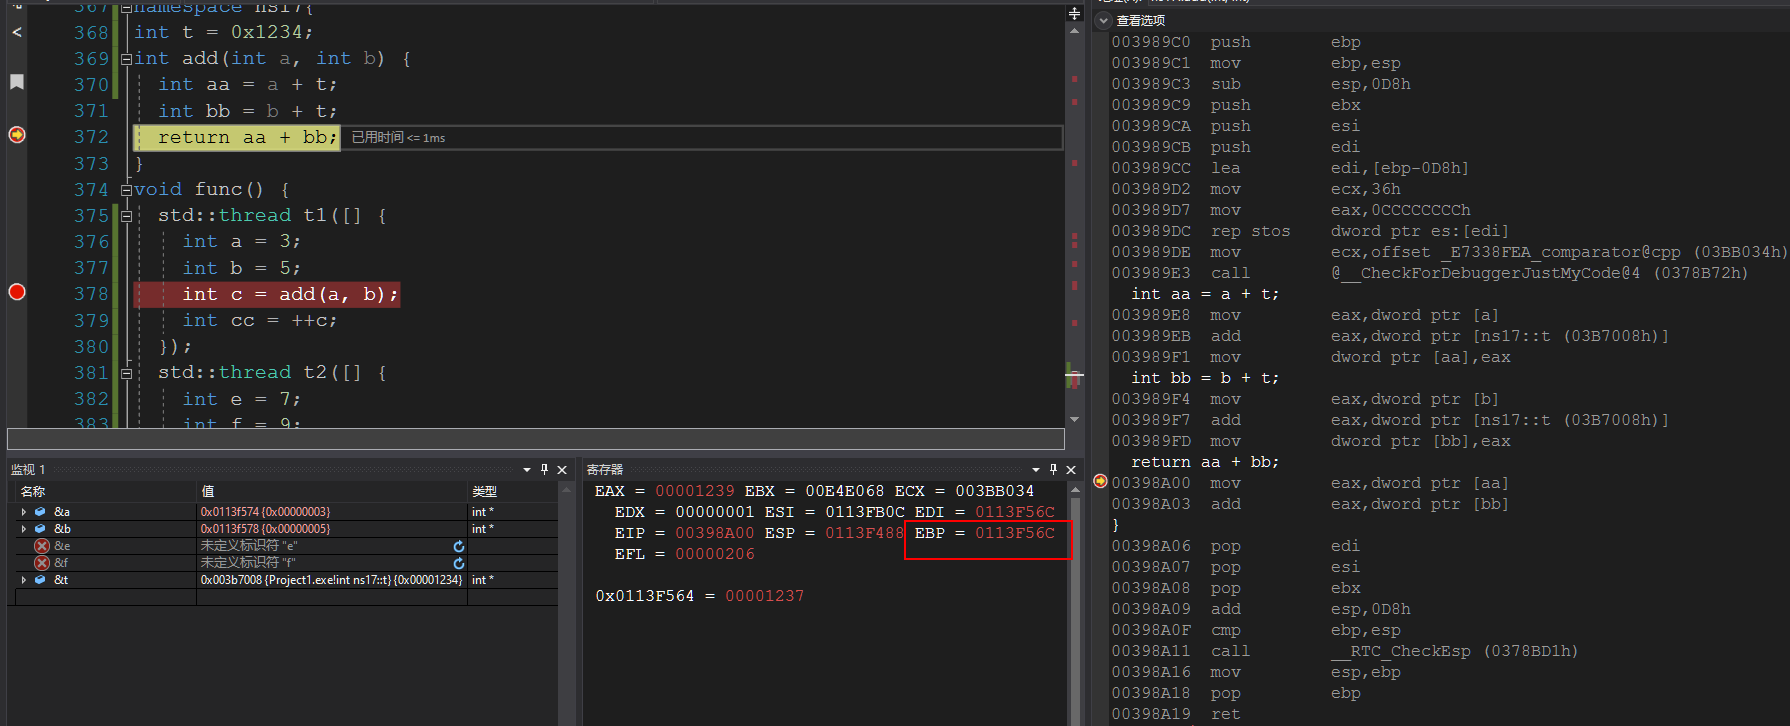 367 namespace ns17{
368 int t = 0x1234;
369 int add(int a, int b) {
370 int aa = a + t;
371 int bb = b + t;
372 return aa + bb; 已用时间 <= 1ms
373 }
374 void func() {
375 std::thread t1([] {
376 int a = 3;
377 int b = 5;
378 int c = add(a, b);
379 int cc = ++c;
380 });
381 std::thread t2([] {
382 int e = 7;
383 int f = 9;
监视 1
名称 值 类型
&a 0x0113f574 {0x00000003} int *
&b 0x0113f578 {0x00000005} int *
&e 未定义标识符 "e"
&f 未定义标识符 "f"
&t 0x003b7008 {Project1.exe!int ns17::t} {0x00001234} int *
寄存器
EAX = 00001239 EBX = 00E4E068 ECX = 003BB034
EDX = 00000001 ESI = 0113FB0C EDI = 0113F56C
EIP = 00398A00 ESP = 0113F488 EBP = 0113F56C
EFL = 00000206
0x0113F564 = 00001237
查看选项
003989C0 push ebp
003989C1 mov ebp,esp
003989C3 sub esp,0D8h
003989C9 push ebx
003989CA push esi
003989CB push edi
003989CC lea edi,[ebp-0D8h]
003989D2 mov ecx,36h
003989D7 mov eax,0CCCCCCCCh
003989DC rep stos dword ptr es:[edi]
003989DE mov ecx,offset _E7338FEA_comparator@cpp (03BB034h)
003989E3 call @__CheckForDebuggerJustMyCode@4 (0378B72h)
int aa = a + t;
003989E8 mov eax,dword ptr [a]
003989EB add eax,dword ptr [ns17::t (03B7008h)]
003989F1 mov dword ptr [aa],eax
int bb = b + t;
003989F4 mov eax,dword ptr [b]
003989F7 add eax,dword ptr [ns17::t (03B7008h)]
003989FD mov dword ptr [bb],eax
return aa + bb;
00398A00 mov eax,dword ptr [aa]
00398A03 add eax,dword ptr [bb]
}
00398A06 pop edi
00398A07 pop esi
00398A08 pop ebx
00398A09 add esp,0D8h
00398A0F cmp ebp,esp
00398A11 call __RTC_CheckEsp (0378BD1h)
00398A16 mov esp,ebp
00398A18 pop ebp
00398A19 ret